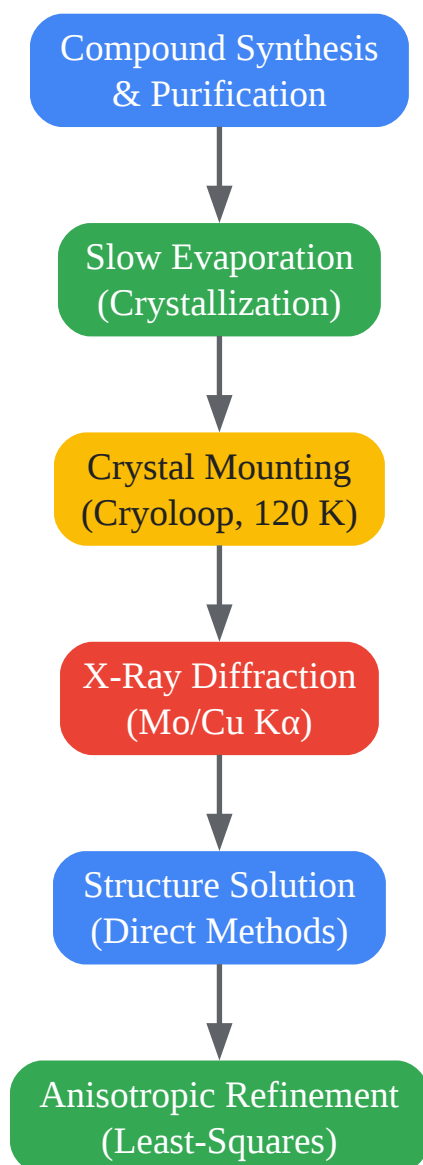 Compound Synthesis
& Purification
Slow Evaporation
(Crystallization)
Crystal Mounting
(Cryoloop, 120 K)
X-Ray Diffraction
(Mo/Cu Kα)
Structure Solution
(Direct Methods)
Anisotropic Refinement
(Least-Squares)